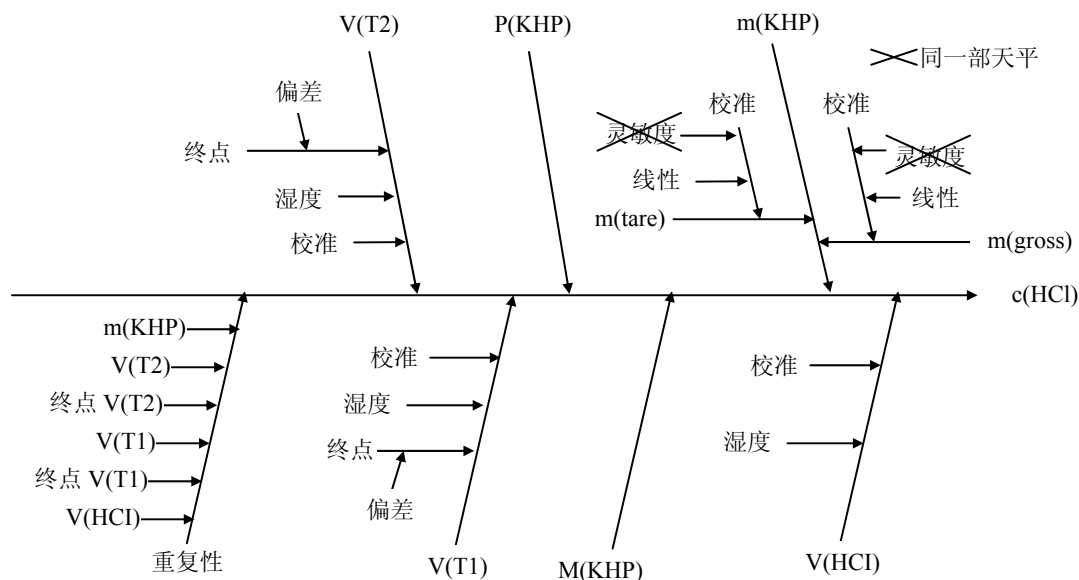 V(T2)
P(KHP)
m(KHP)
同一部天平
偏差
校准
校准
终点
灵敏度
灵敏度
湿度
线性
线性
校准
m(tare)
m(gross)
c(HCl)
m(KHP)
V(T2)
校准
校准
终点 V(T2)
湿度
V(T1)
终点
湿度
终点 V(T1)
偏差
V(HCI)
重复性
V(T1)
M(KHP)
V(HCI)